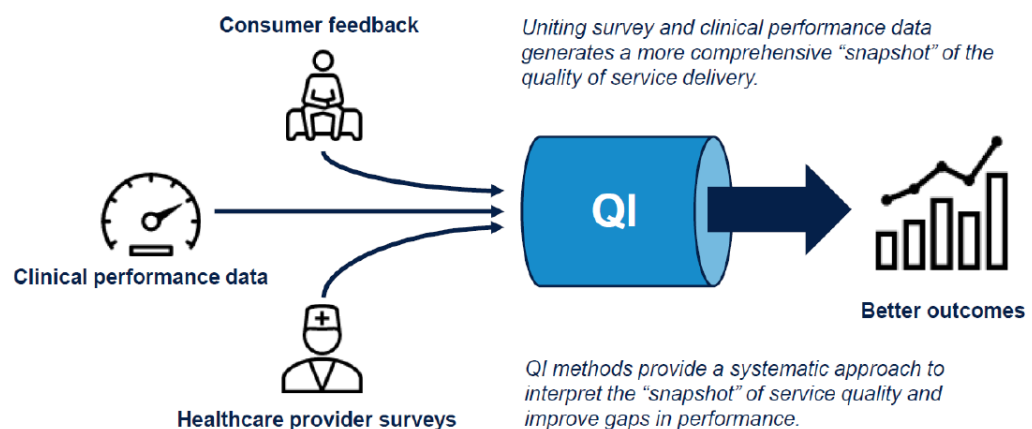 Consumer feedback
Uniting survey and clinical performance data
generates a more comprehensive “snapshot” of the
quality of service delivery.
QI
Clinical performance data
Better outcomes
Healthcare provider surveys
QI methods provide a systematic approach to
interpret the “snapshot” of service quality and
improve gaps in performance.